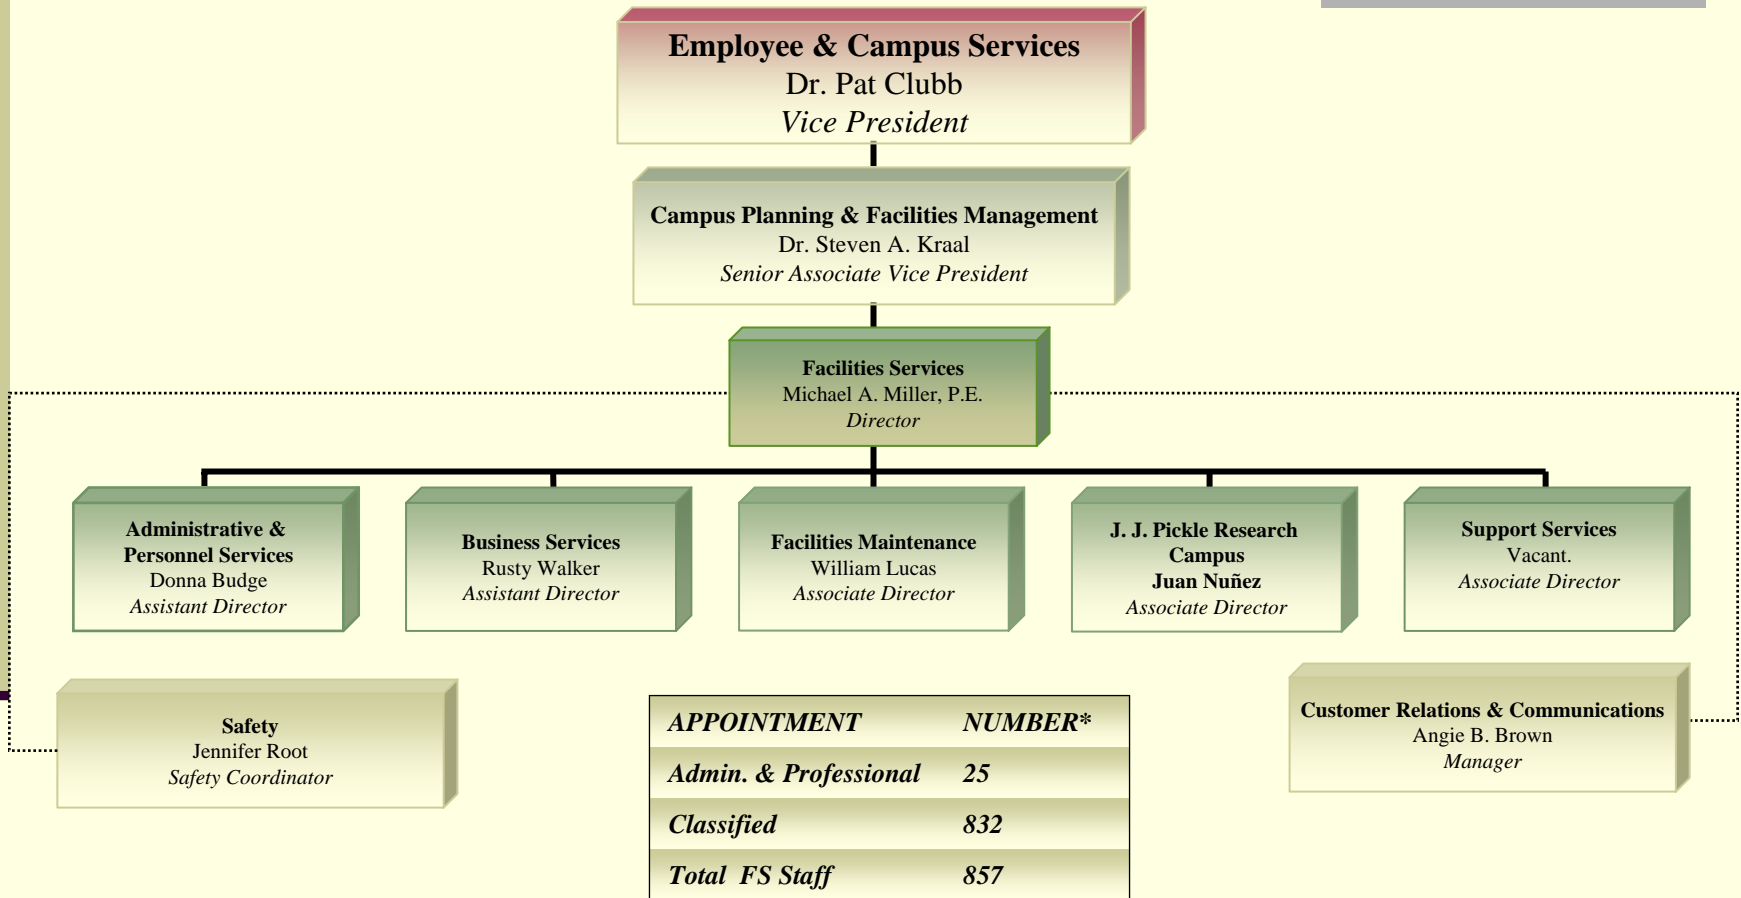 Employee & Campus Services
Dr. Pat Clubb
Vice President
Campus Planning & Facilities Management
Dr. Steven A. Kraal
Senior Associate Vice President
Facilities Services
Michael A. Miller, P.E.
Director
Administrative &
Personnel Services
Donna Budge
Assistant Director
Business Services
Rusty Walker
Assistant Director
Facilities Maintenance
William Lucas
Associate Director
J. J. Pickle Research
Campus
Juan Nuñez
Associate Director
Support Services
Vacant.
Associate Director
Safety
Jennifer Root
Safety Coordinator
Customer Relations & Communications
Angie B. Brown
Manager
APPOINTMENT NUMBER*
Admin. & Professional 25
Classified 832
Total FS Staff 857